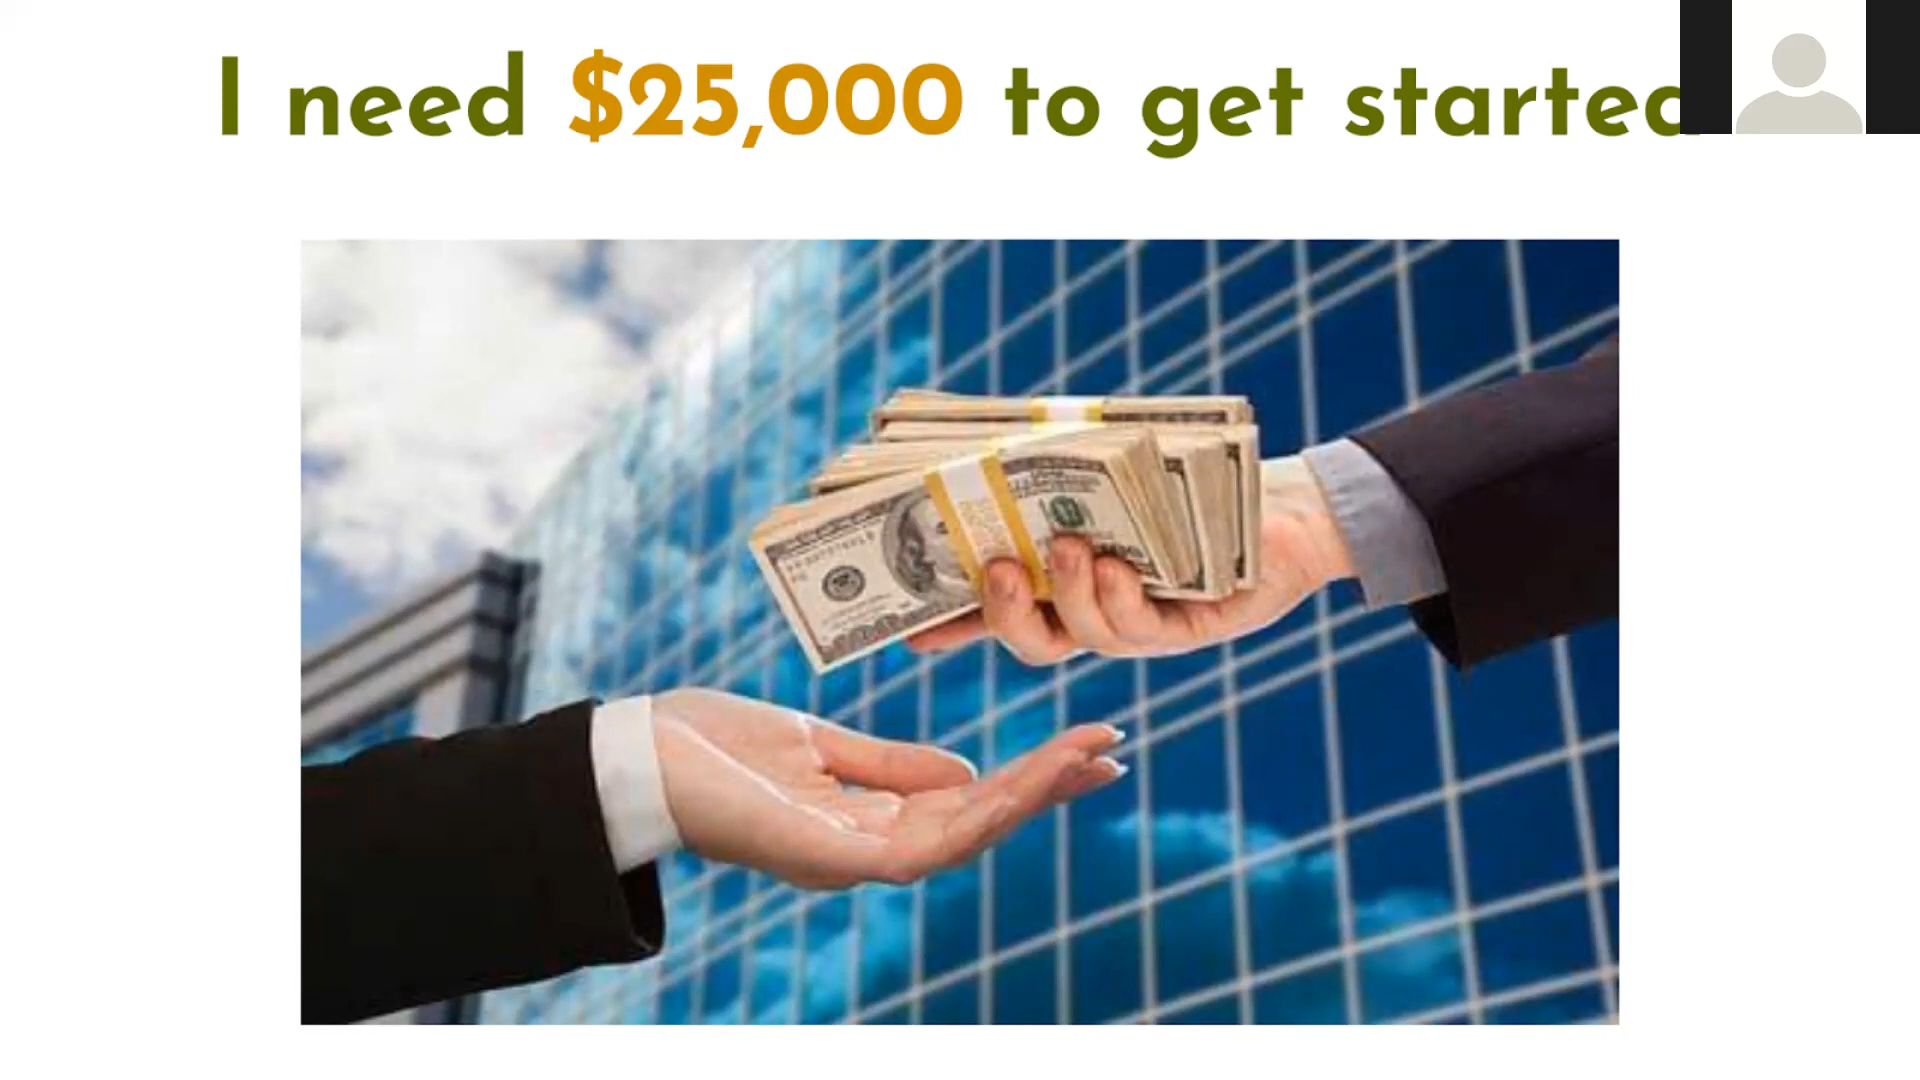 I need $25,000 to get started